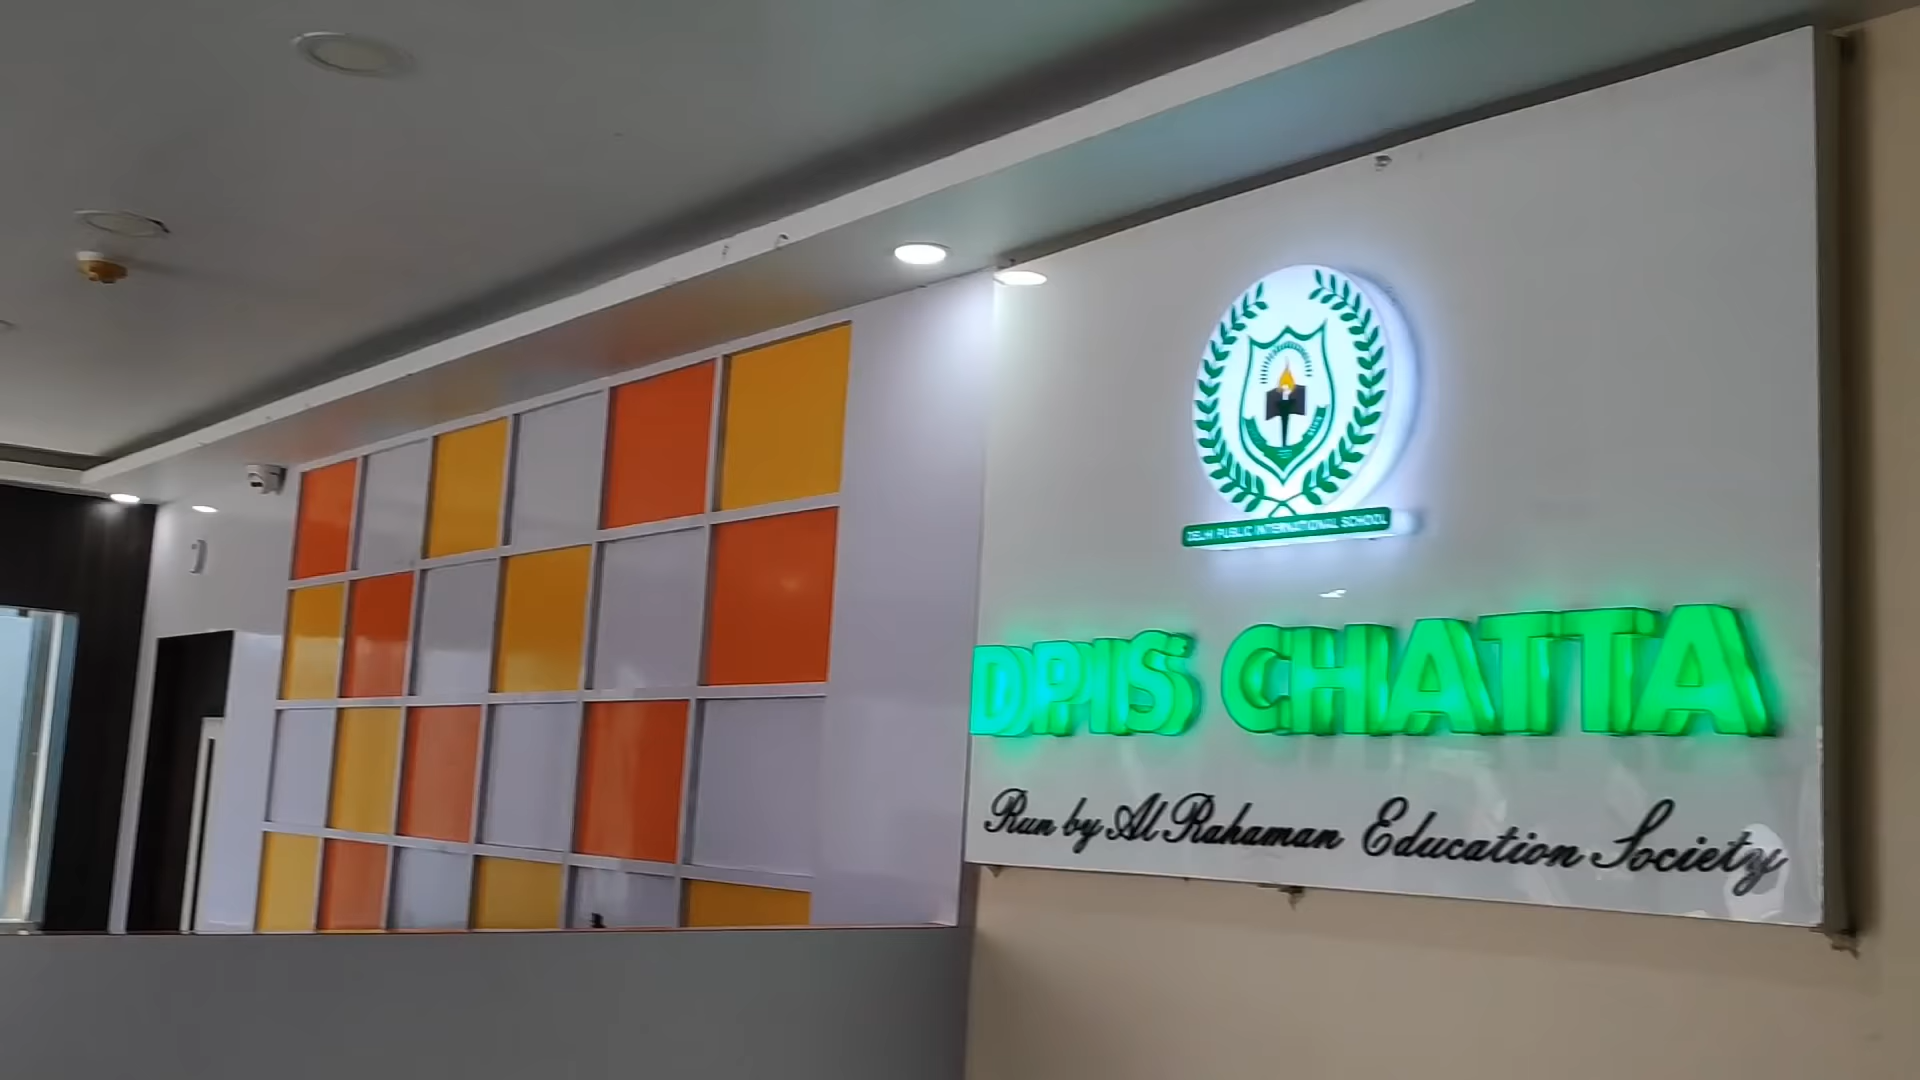 DELHI PUBLIC INTERNATIONAL SCHOOL
DPIS CHATTA
Run by Al Rahaman Education Society